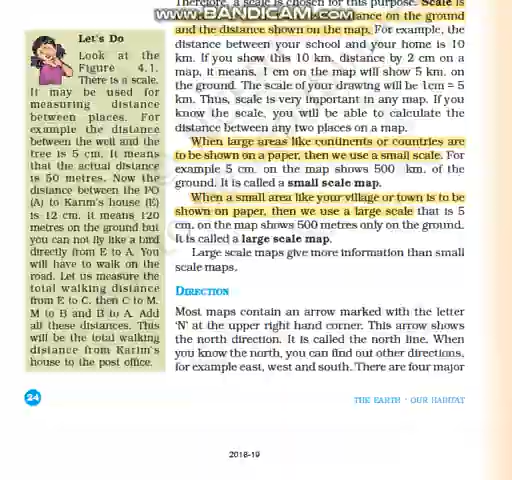 Therefore, a scale is chosen for this purpose. Scale is
WWW.BANDICAM.COM
distance on the ground
and the distance shown on the map. For example, the
distance between your school and your home is 10
km. If you show this 10 km. distance by 2 cm on a
map, it means, 1 cm on the map will show 5 km. on
the ground. The scale of your drawing will be 1cm = 5
km. Thus, scale is very important in any map. If you
know the scale, you will be able to calculate the
distance between any two places on a map.
When large areas like continents or countries are
to be shown on a paper, then we use a small scale. For
example 5 cm. on the map shows 500 km. of the
ground. It is called a small scale map.
When a small area like your village or town is to be
shown on paper, then we use a large scale that is 5
cm. on the map shows 500 metres only on the ground.
It is called a large scale map.
Large scale maps give more information than small
scale maps.
DIRECTION
Most maps contain an arrow marked with the letter
'N' at the upper right hand corner. This arrow shows
the north direction. It is called the north line. When
you know the north, you can find out other directions,
for example east, west and south. There are four major
Let's Do
Look at the
Figure 4.1.
There is a scale.
It may be used for
measuring distance
between places. For
example the distance
between the well and the
tree is 5 cm. It means
that the actual distance
is 50 metres. Now the
distance between the PO
(A) to Karim's house (E)
is 12 cm. It means 120
metres on the ground but
you can not fly like a bird
directly from E to A. You
will have to walk on the
road. Let us measure the
total walking distance
from E to C, then C to M,
M to B and B to A. Add
all these distances. This
will be the total walking
distance from Karim's
house to the post office.
24
THE EARTH : OUR HABITAT
2018-19